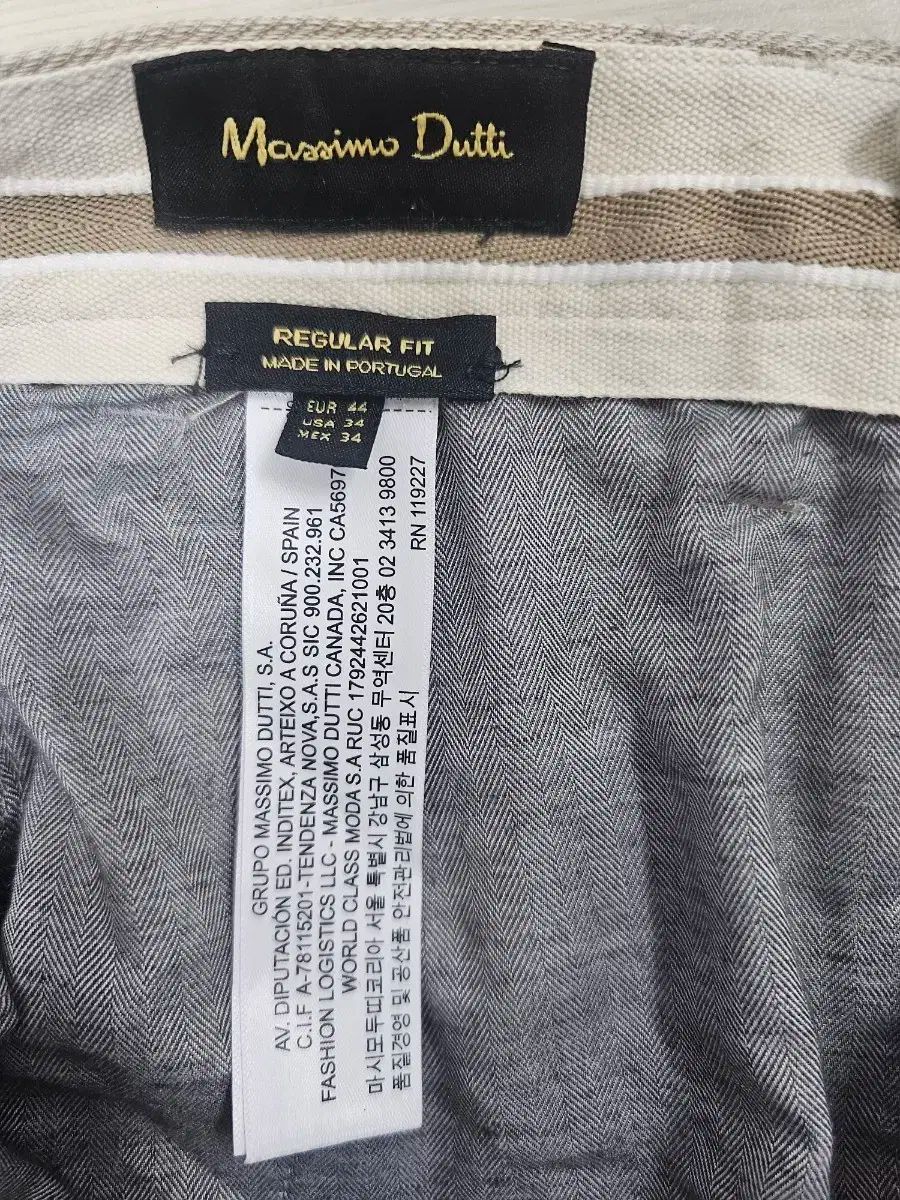 Massimo Dutti
REGULAR FIT
MADE IN PORTUGAL
EUR 44
USA 34
MEX 34
GRUPO MASSIMO DUTTI, S.A.
AV. DIPUTACIÓN ED. INDITEX, ARTEIXO A CORUÑA / SPAIN
C.I.F A-78115201-TENDENZA NOVA,S.A.S SIC 900.232.961
FASHION LOGISTICS LLC - MASSIMO DUTTI CANADA, INC CA5697
WORLD CLASS MODA S.A RUC 1792442621001
마시모두띠코리아 서울 특별시 강남구 삼성동 무역센터 20층 02 3413 9800
품질경영 및 공산품 안전관리법에 의한 품질표시
RN 119227